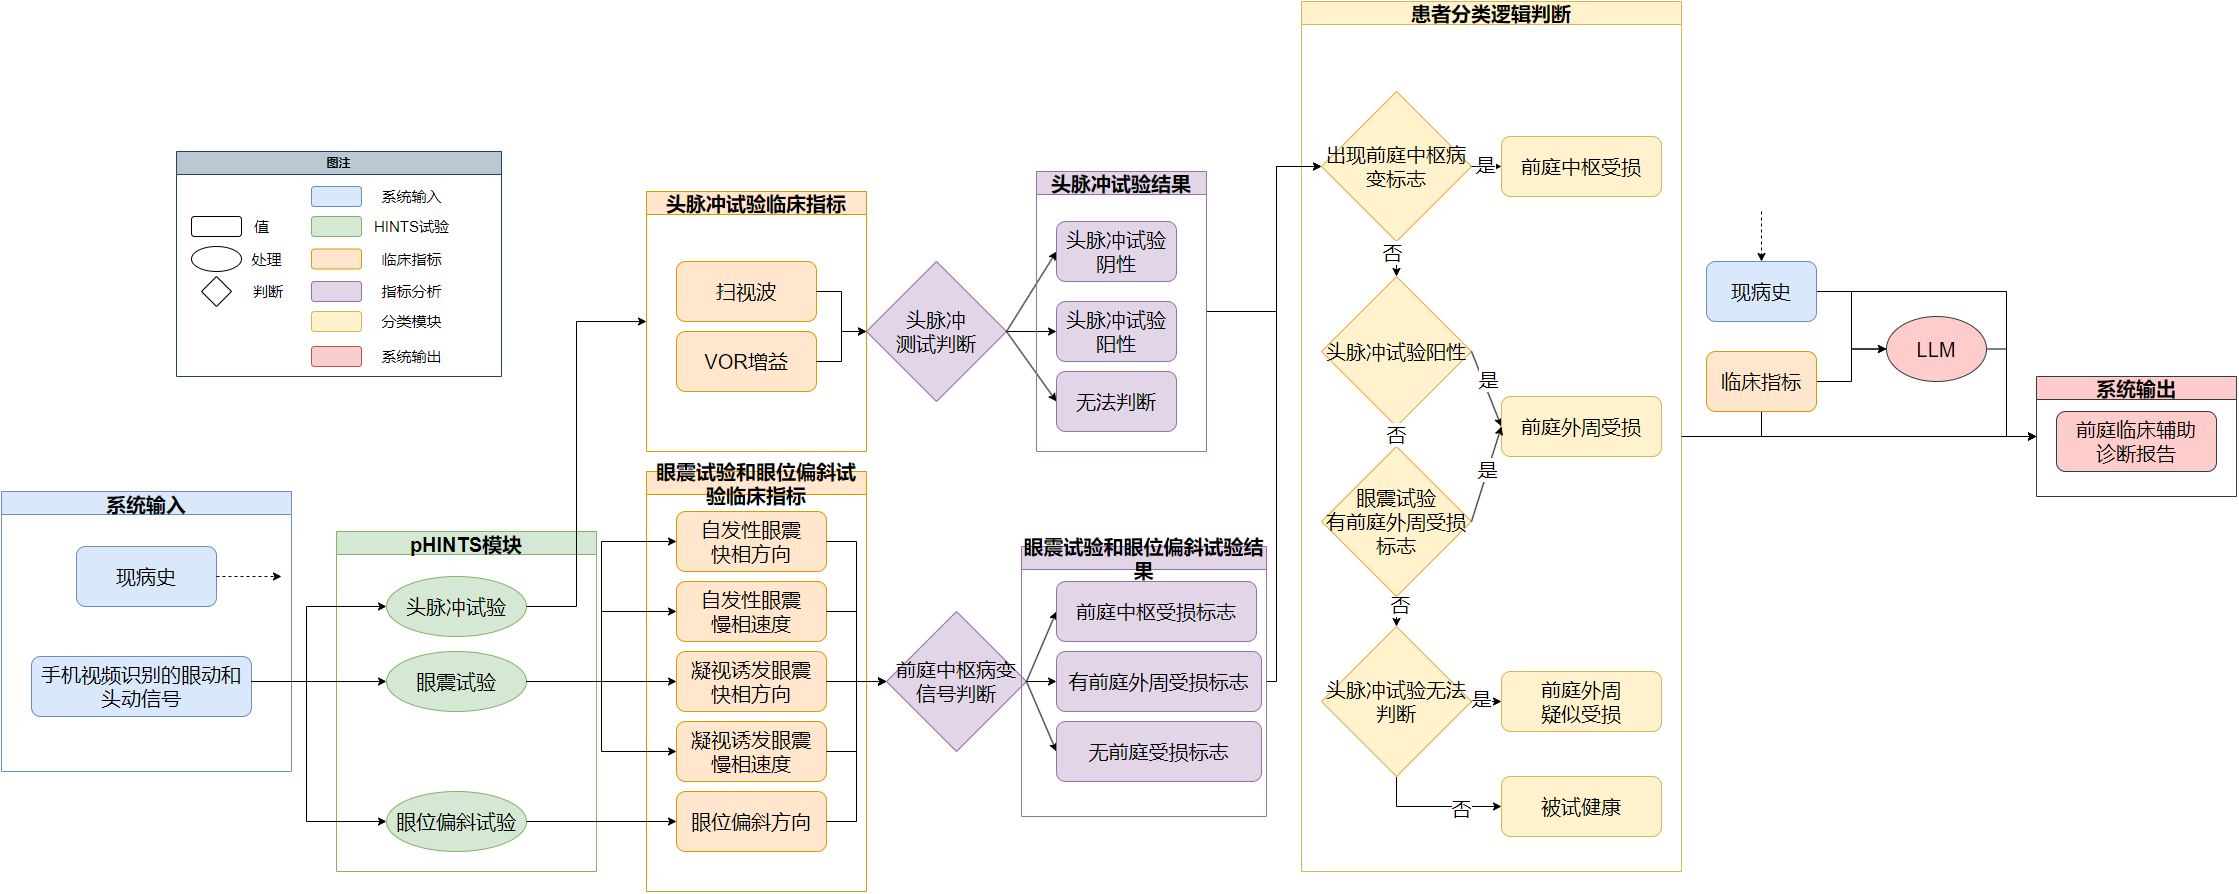 图注
值
处理
判断
系统输入
HINTS试验
临床指标
指标分析
分类模块
系统输出
系统输入
现病史
手机视频识别的眼动和
头动信号
pHINTS模块
头脉冲试验
眼震试验
眼位偏斜试验
头脉冲试验临床指标
扫视波
VOR增益
眼震试验和眼位偏斜试
验临床指标
自发性眼震
快相方向
自发性眼震
慢相速度
凝视诱发眼震
快相方向
凝视诱发眼震
慢相速度
眼位偏斜方向
头脉冲
测试判断
前庭中枢病变
信号判断
头脉冲试验结果
头脉冲试验
阴性
头脉冲试验
阳性
无法判断
眼震试验和眼位偏斜试验结
果
前庭中枢受损标志
有前庭外周受损标志
无前庭受损标志
患者分类逻辑判断
出现前庭中枢病
变标志
是
前庭中枢受损
否
头脉冲试验阳性
是
前庭外周受损
否
眼震试验
有前庭外周受损
标志
是
否
头脉冲试验无法
判断
是
前庭外周
疑似受损
否
被试健康
现病史
临床指标
LLM
系统输出
前庭临床辅助
诊断报告